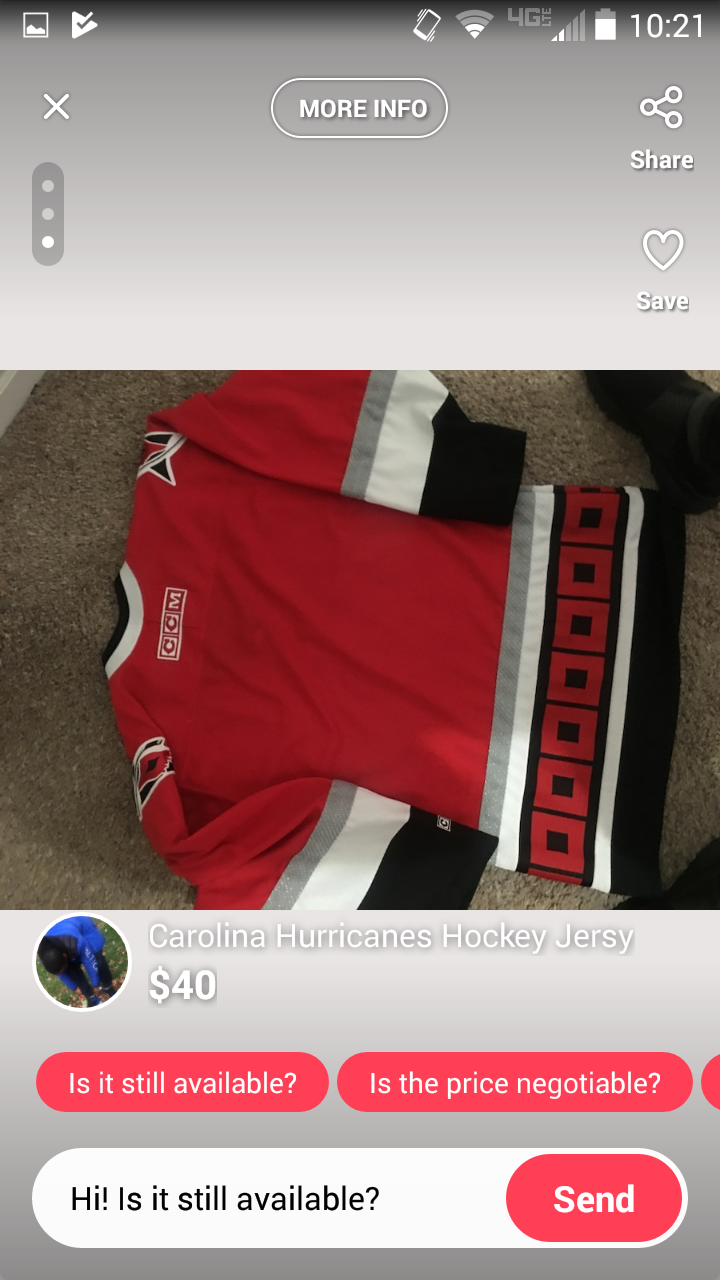 4G LTE 10:21
MORE INFO
Share
Save
CCM
Carolina Hurricanes Hockey Jersy
$40
Is it still available?
Is the price negotiable?
Hi! Is it still available?
Send